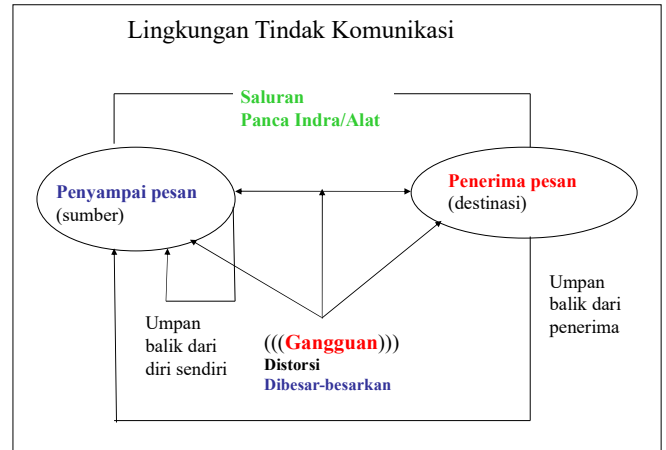 Lingkungan Tindak Komunikasi
Saluran
Panca Indra/Alat
Penyampai pesan
(sumber)
Penerima pesan
(destinasi)
Umpan
balik dari
diri sendiri
(((Gangguan)))
Distorsi
Dibesar-besarkan
Umpan
balik dari
penerima